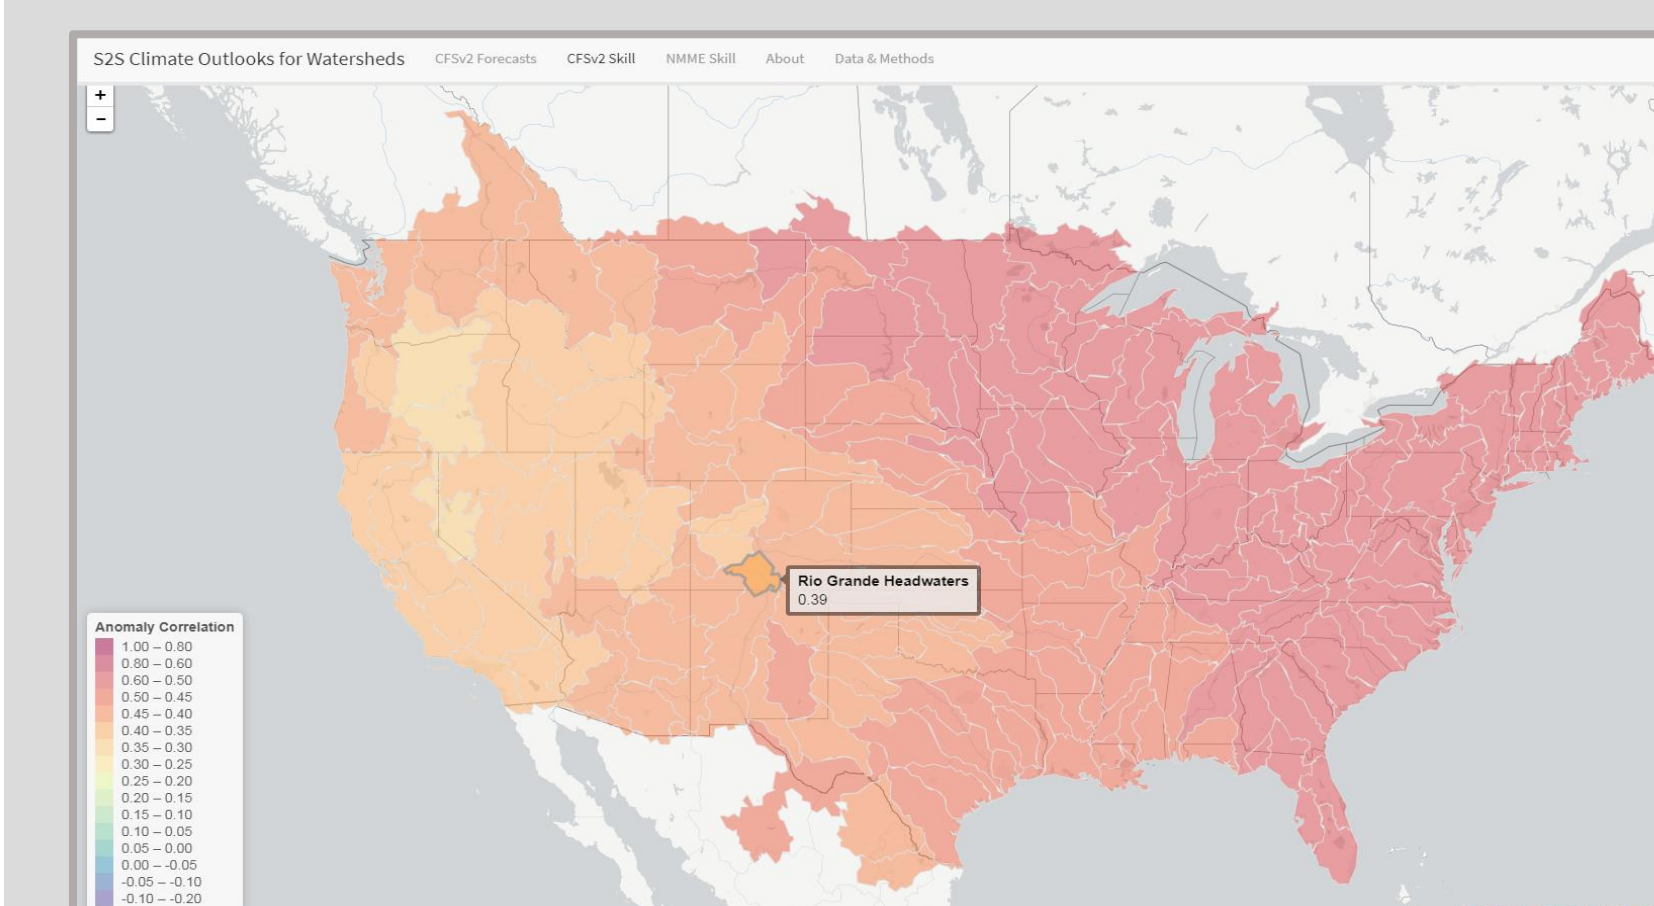 S2S Climate Outlooks for Watersheds CFSv2 Forecasts CFSv2 Skill NMME Skill About Data & Methods
+
−
Rio Grande Headwaters
0.39
Anomaly Correlation
1.00 – 0.80
0.80 – 0.60
0.60 – 0.50
0.50 – 0.45
0.45 – 0.40
0.40 – 0.35
0.35 – 0.30
0.30 – 0.25
0.25 – 0.20
0.20 – 0.15
0.15 – 0.10
0.10 – 0.05
0.05 – 0.00
0.00 – -0.05
-0.05 – -0.10
-0.10 – -0.20